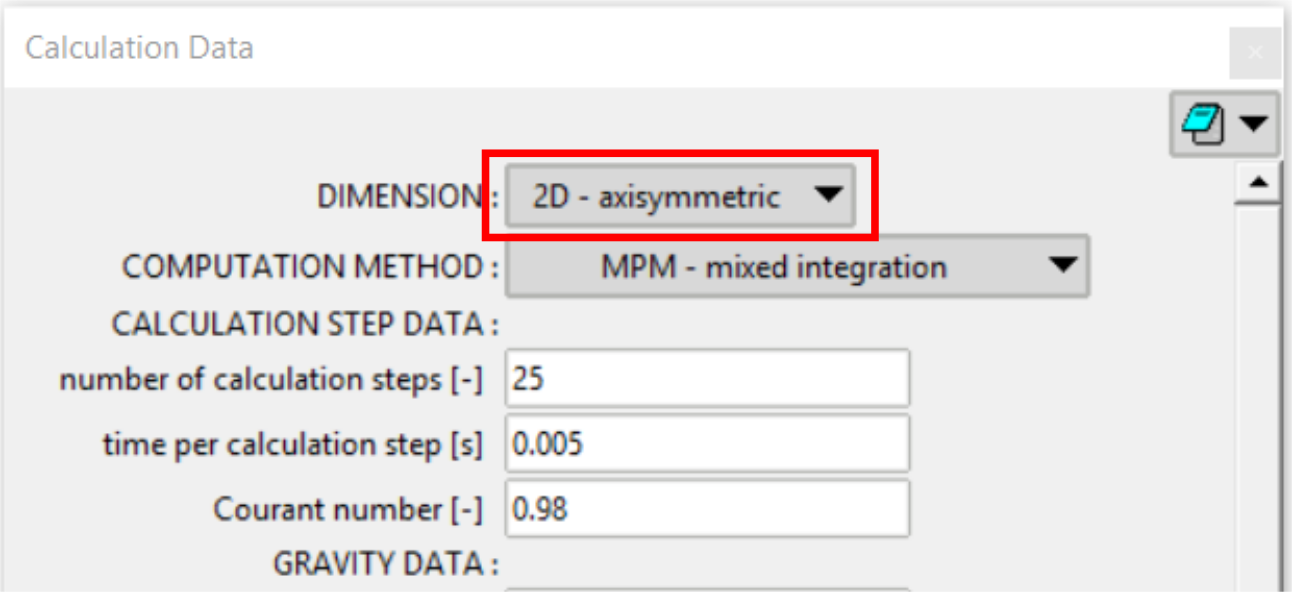 Calculation Data
DIMENSION : 2D - axisymmetric
COMPUTATION METHOD : MPM - mixed integration
CALCULATION STEP DATA :
number of calculation steps [-] 25
time per calculation step [s] 0.005
Courant number [-] 0.98
GRAVITY DATA :